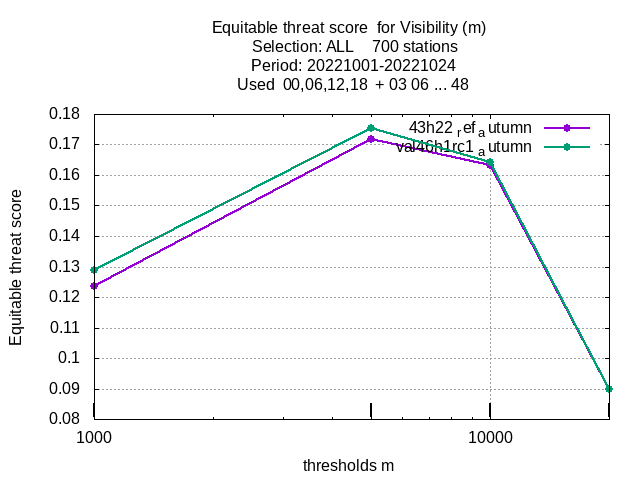 Equitable threat score for Visibility (m)
Selection: ALL 700 stations
Period: 20221001-20221024
Used 00,06,12,18 + 03 06 ... 48
0.18
43h22 ref autumn
0.17
val46h1rc1 autumn
0.16
0.15
0.14
0.13
0.12
0.11
0.1
0.09
0.08
Equitable threat score
1000
10000
thresholds m